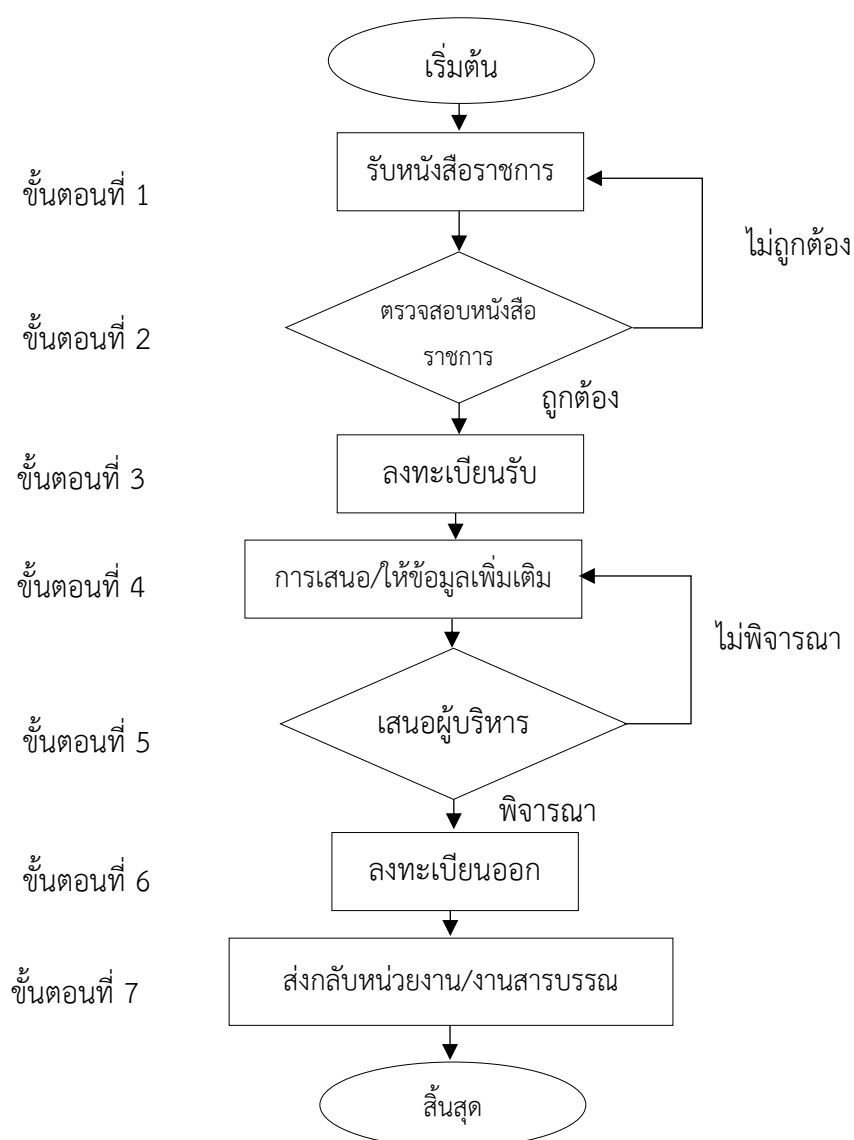 เริ่มต้น
ขั้นตอนที่ 1
รับหนังสือราชการ
ไม่ถูกต้อง
ขั้นตอนที่ 2
ตรวจสอบหนังสือ
ราชการ
ถูกต้อง
ขั้นตอนที่ 3
ลงทะเบียนรับ
ขั้นตอนที่ 4
การเสนอ/ให้ข้อมูลเพิ่มเติม
ไม่พิจารณา
ขั้นตอนที่ 5
เสนอผู้บริหาร
พิจารณา
ขั้นตอนที่ 6
ลงทะเบียนออก
ขั้นตอนที่ 7
ส่งกลับหน่วยงาน/งานสารบรรณ
สิ้นสุด